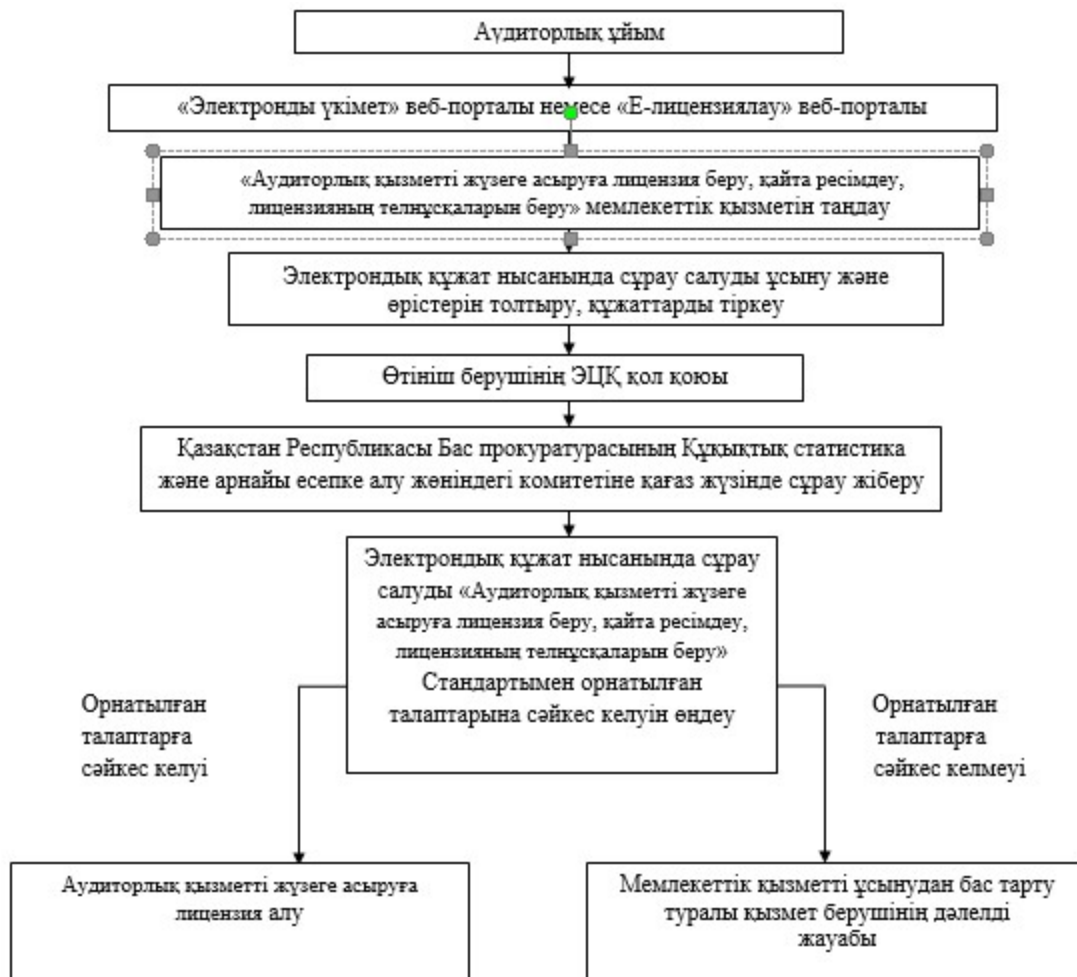 Аудиторлық ұйым
«Электронды үкімет» веб-порталы немесе «Е-лицензиялау» веб-порталы
«Аудиторлық қызметті жүзеге асыруға лицензия беру, қайта ресімдеу,
лицензияның телнұсқаларын беру» мемлекеттік қызметін таңдау
Электрондық құжат нысанында сұрау салуды ұсыну және
өрістерін толтыру, құжаттарды тіркеу
Өтініш берушінің ЭЦҚ қол қоюы
Қазақстан Республикасы Бас прокуратурасының Құқықтық статистика
және арнайы есепке алу жөніндегі комитетіне қағаз жүзінде сұрау жіберу
Электрондық құжат нысанында сұрау
салуды «Аудиторлық қызметті жүзеге
асыруға лицензия беру, қайта ресімдеу,
лицензияның телнұсқаларын беру»
Стандартымен орнатылған
талаптарына сәйкес келуін өңдеу
Орнатылған
талаптарға
сәйкес келуі
Орнатылған
талаптарға
сәйкес келмеуі
Аудиторлық қызметті жүзеге асыруға
лицензия алу
Мемлекеттік қызметті ұсынудан бас тарту
туралы қызмет берушінің дәлелді
жауабы